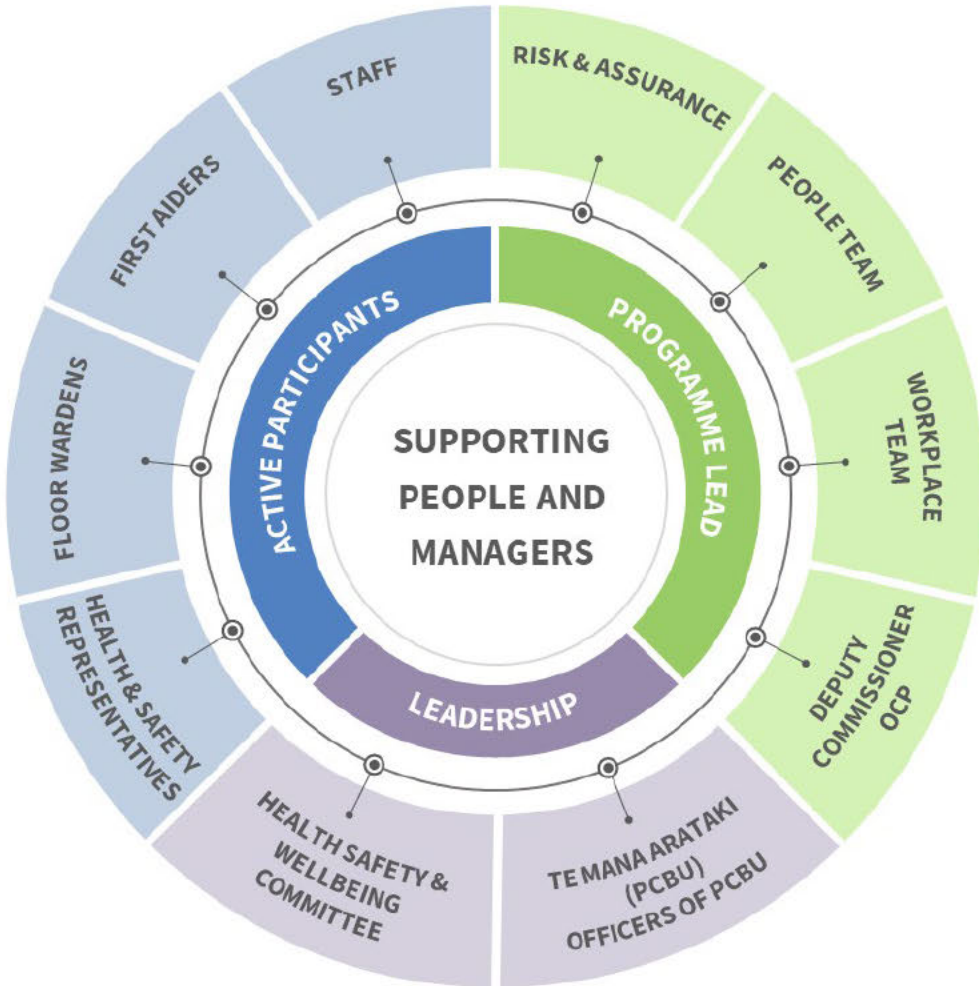 SUPPORTING
PEOPLE AND
MANAGERS
PROGRAMME LEAD
RISK & ASSURANCE
PEOPLE TEAM
WORKPLACE
TEAM
DEPUTY
COMMISSIONER
OCP
LEADERSHIP
TE MANA ARATAKI
(PCBU)
OFFICERS OF PCBU
HEALTH SAFETY &
WELLBEING
COMMITTEE
ACTIVE PARTICIPANTS
HEALTH & SAFETY
REPRESENTATIVES
FLOOR WARDENS
FIRST AIDERS
STAFF